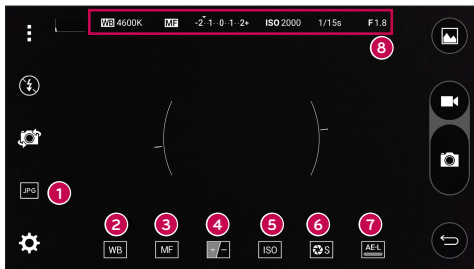 WB 4600K MF -2··1··0··1··2+ ISO 2000 1/15s F1.8
8
JPG 1
2 3 4 5 6 7
WB MF +/- ISO S AE-L